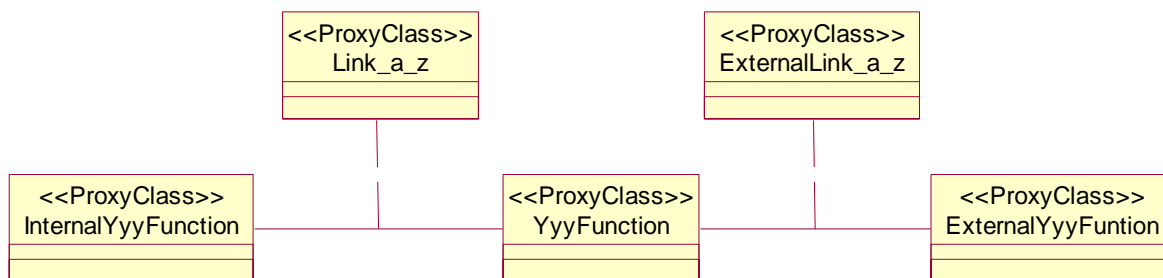 <<ProxyClass>>
Link_a_z
<<ProxyClass>>
ExternalLink_a_z
<<ProxyClass>>
InternalYyyFunction
<<ProxyClass>>
YyyFunction
<<ProxyClass>>
ExternalYyyFuntion